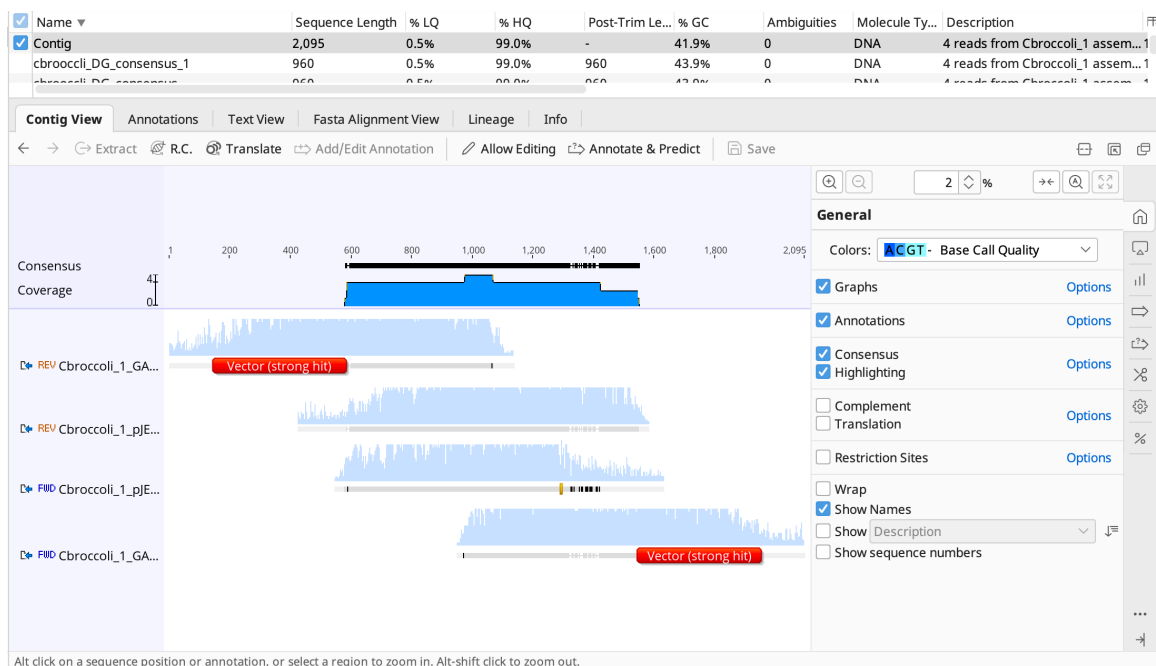 Name ▼ Sequence Length % LQ % HQ Post-Trim Le... % GC Ambiguities Molecule Ty... Description
Contig 2,095 0.5% 99.0% - 41.9% 0 DNA 4 reads from Cbroccoli_1 assem... 1
cbrooccli_DG_consensus_1 960 0.5% 99.0% 960 43.9% 0 DNA 4 reads from Cbroccoli_1 assem... 1
Contig View Annotations Text View Fasta Alignment View Lineage Info
Extract R.C. Translate Add/Edit Annotation Allow Editing Annotate & Predict Save
2 %
General
1 200 400 600 800 1,000 1,200 1,400 1,600 1,800 2,095
Colors: ACGT - Base Call Quality
Consensus
Coverage 4 0
Graphs Options
Annotations Options
Consensus
Highlighting Options
REV Cbroccoli_1_GA... Vector (strong hit)
Complement
Translation Options
REV Cbroccoli_1_pJE...
Restriction Sites Options
FWD Cbroccoli_1_pJE...
Wrap
Show Names
Show Description
Show sequence numbers
FWD Cbroccoli_1_GA... Vector (strong hit)
Alt click on a sequence position or annotation, or select a region to zoom in. Alt-shift click to zoom out.